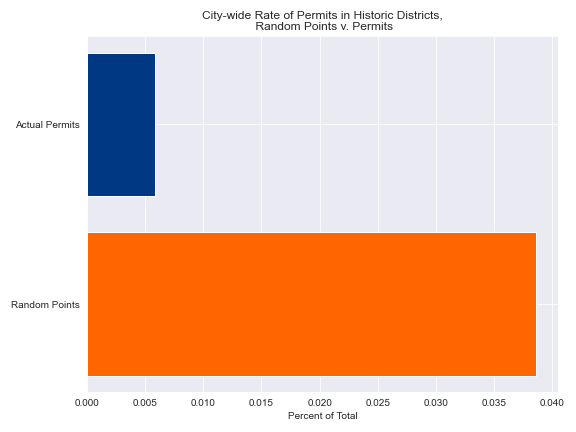 City-wide Rate of Permits in Historic Districts,
Random Points v. Permits
Actual Permits
Random Points
0.000 0.005 0.010 0.015 0.020 0.025 0.030 0.035 0.040
Percent of Total